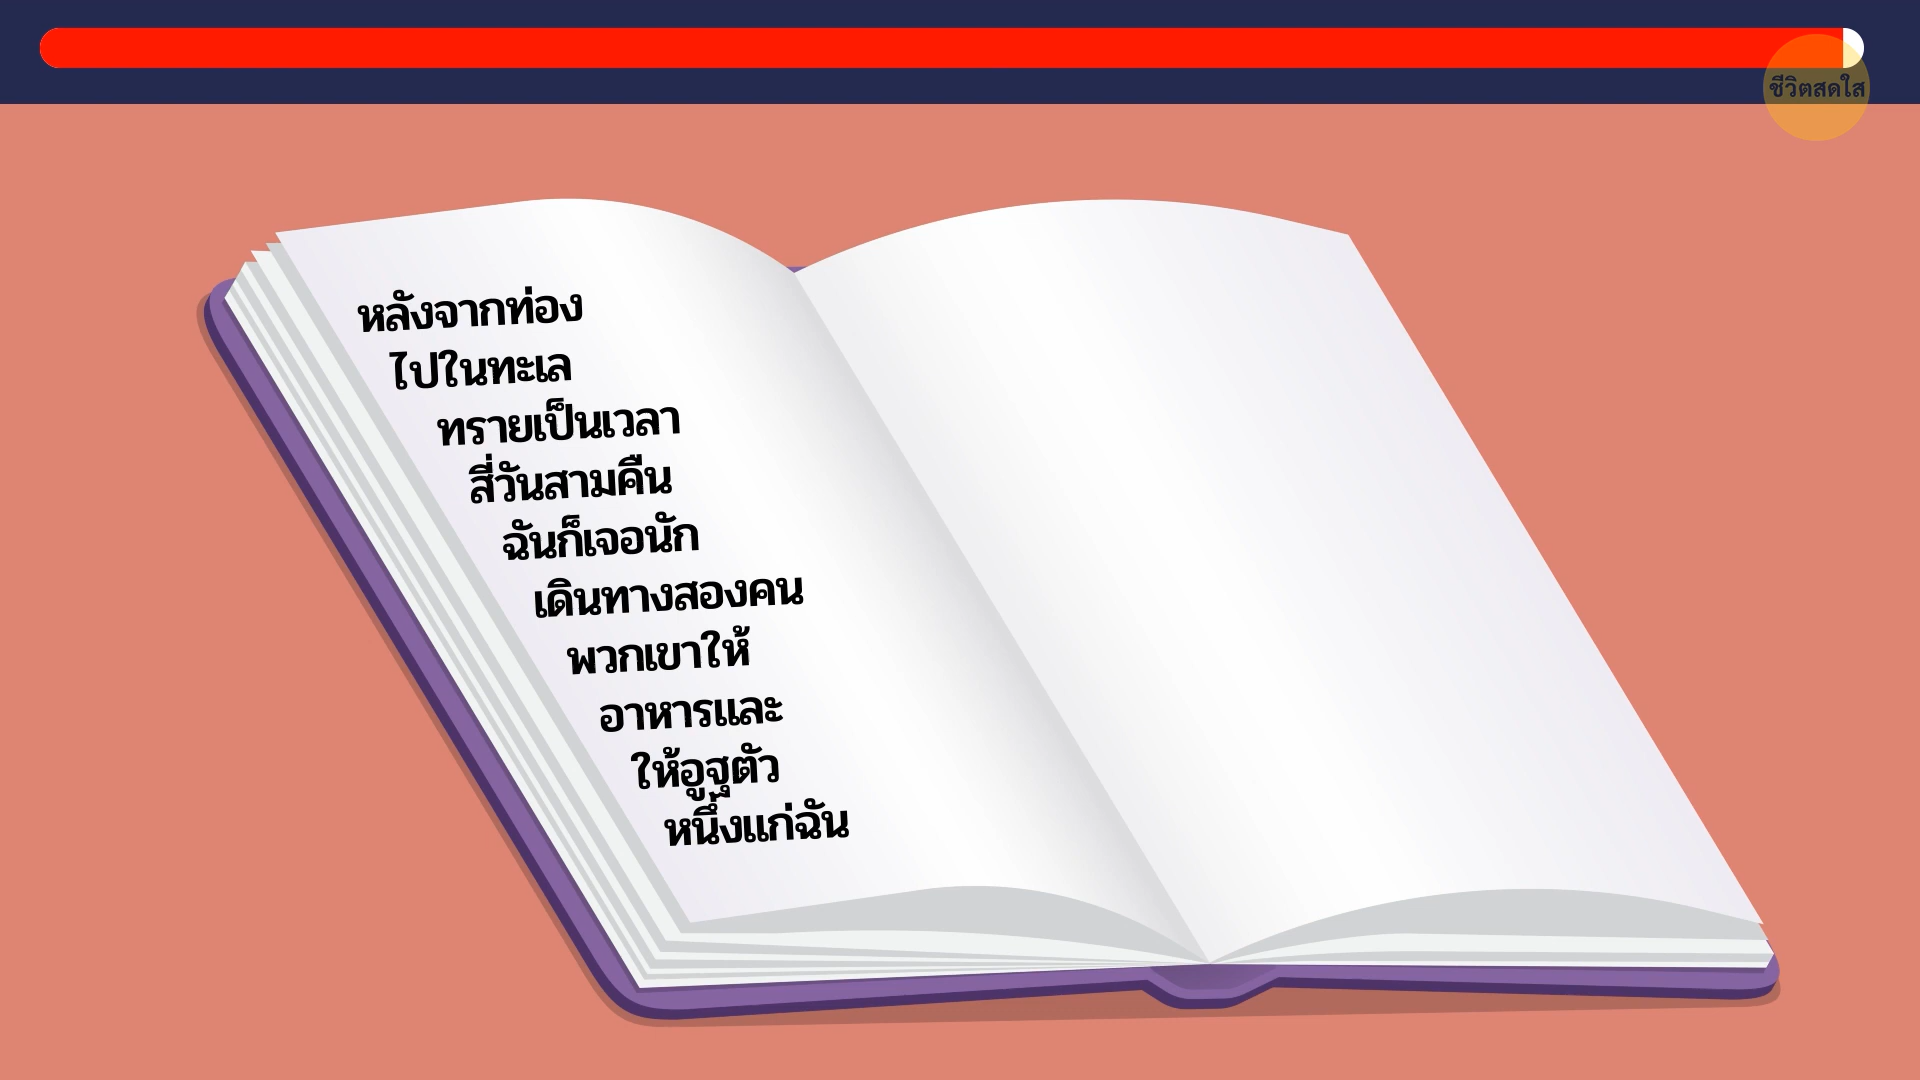 ชีวิตสดใส
หลังจากท่อง
ไปในทะเล
ทรายเป็นเวลา
สี่วันสามคืน
ฉันก็เจอนัก
เดินทางสองคน
พวกเขาให้
อาหารและ
ให้อูฐตัว
หนึ่งแก่ฉัน